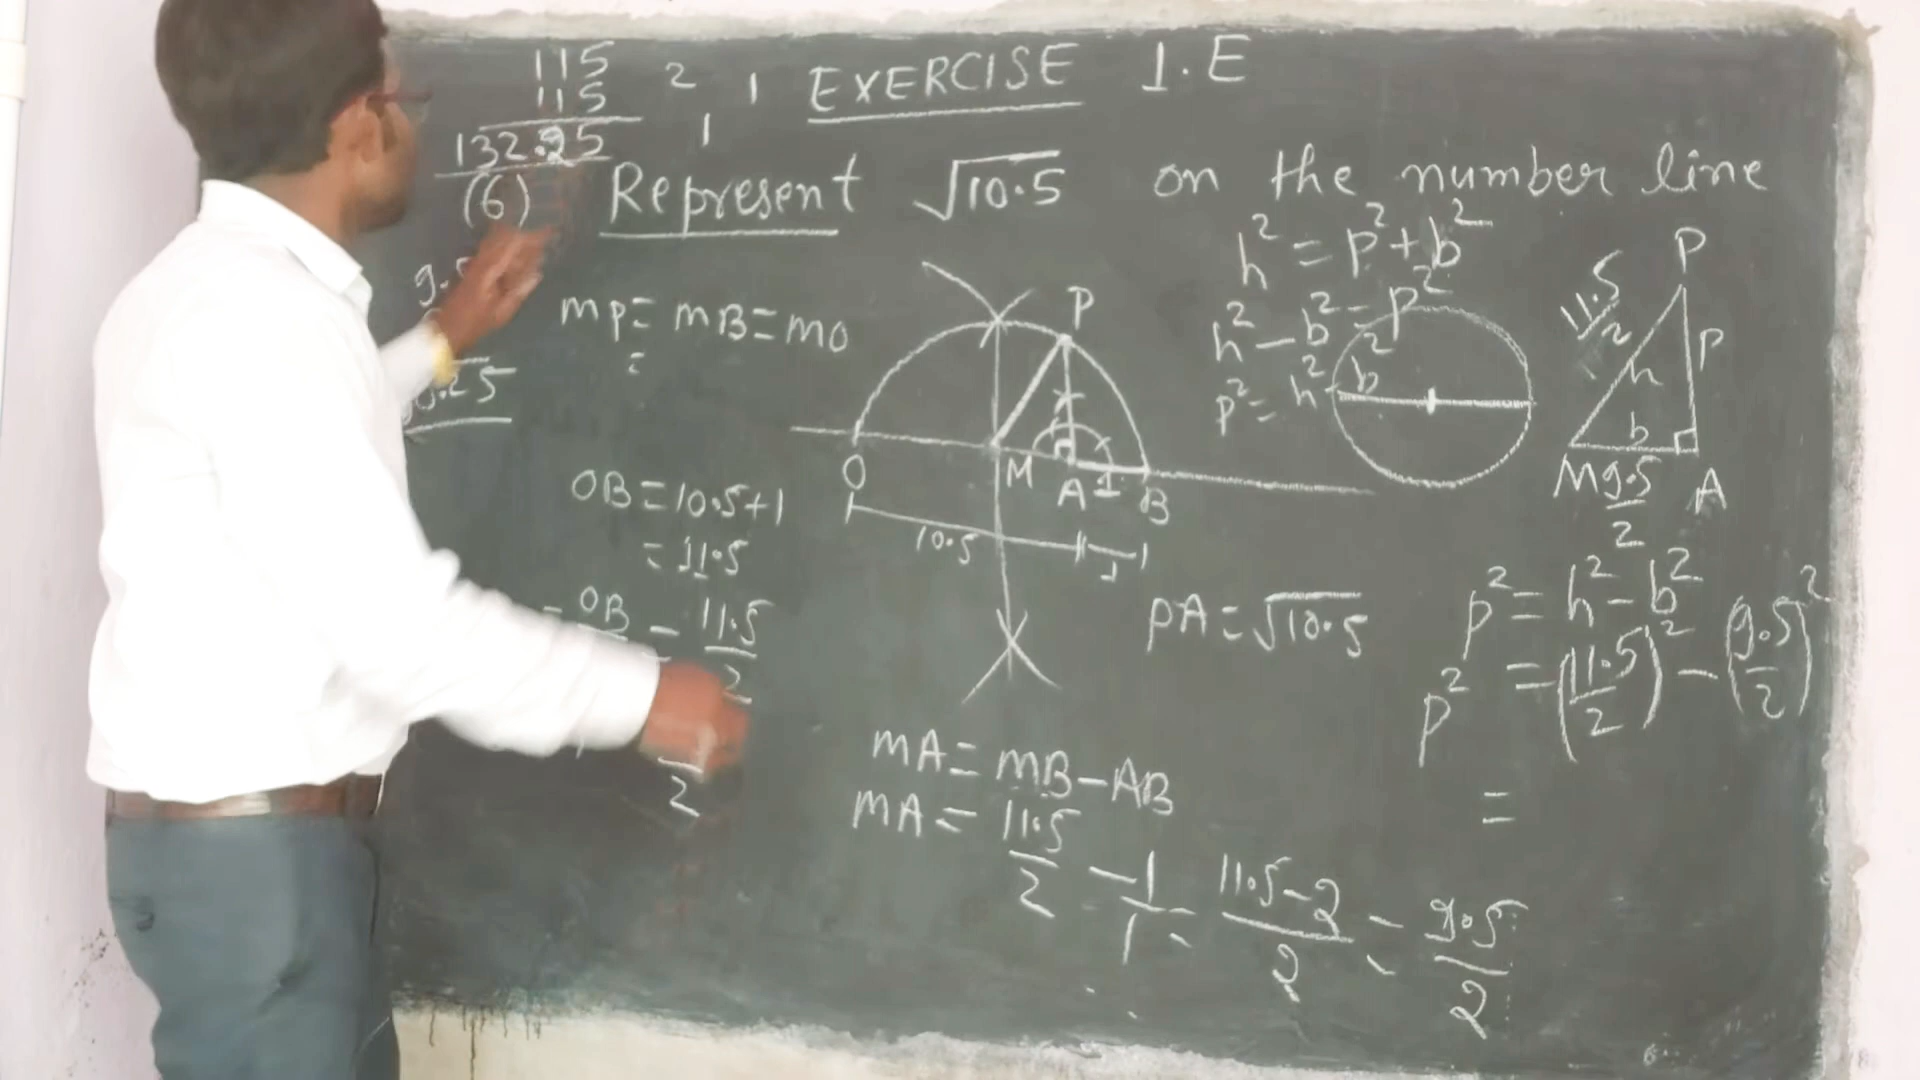 115
115
132.25
(6)
2 1
1
EXERCISE 1.E
Represent √10.5 on the number line
9.5
0.25
MP = MB = MO
=
OB = 10.5+1
= 11.5
= OB = 11.5
2
2
MA = MB - AB
MA = 11.5/2 - 1/1 = (11.5-2)/2 = 9.5/2
O
M
A
1
B
P
10.5
1
PA = √10.5
h² = p²+b²
h² - b² = p²
p² = h² - b²
P
11.5/2
h
p
b
M
9.5/2
A
p² = h² - b²
p² = (11.5/2)² - (9.5/2)²
=